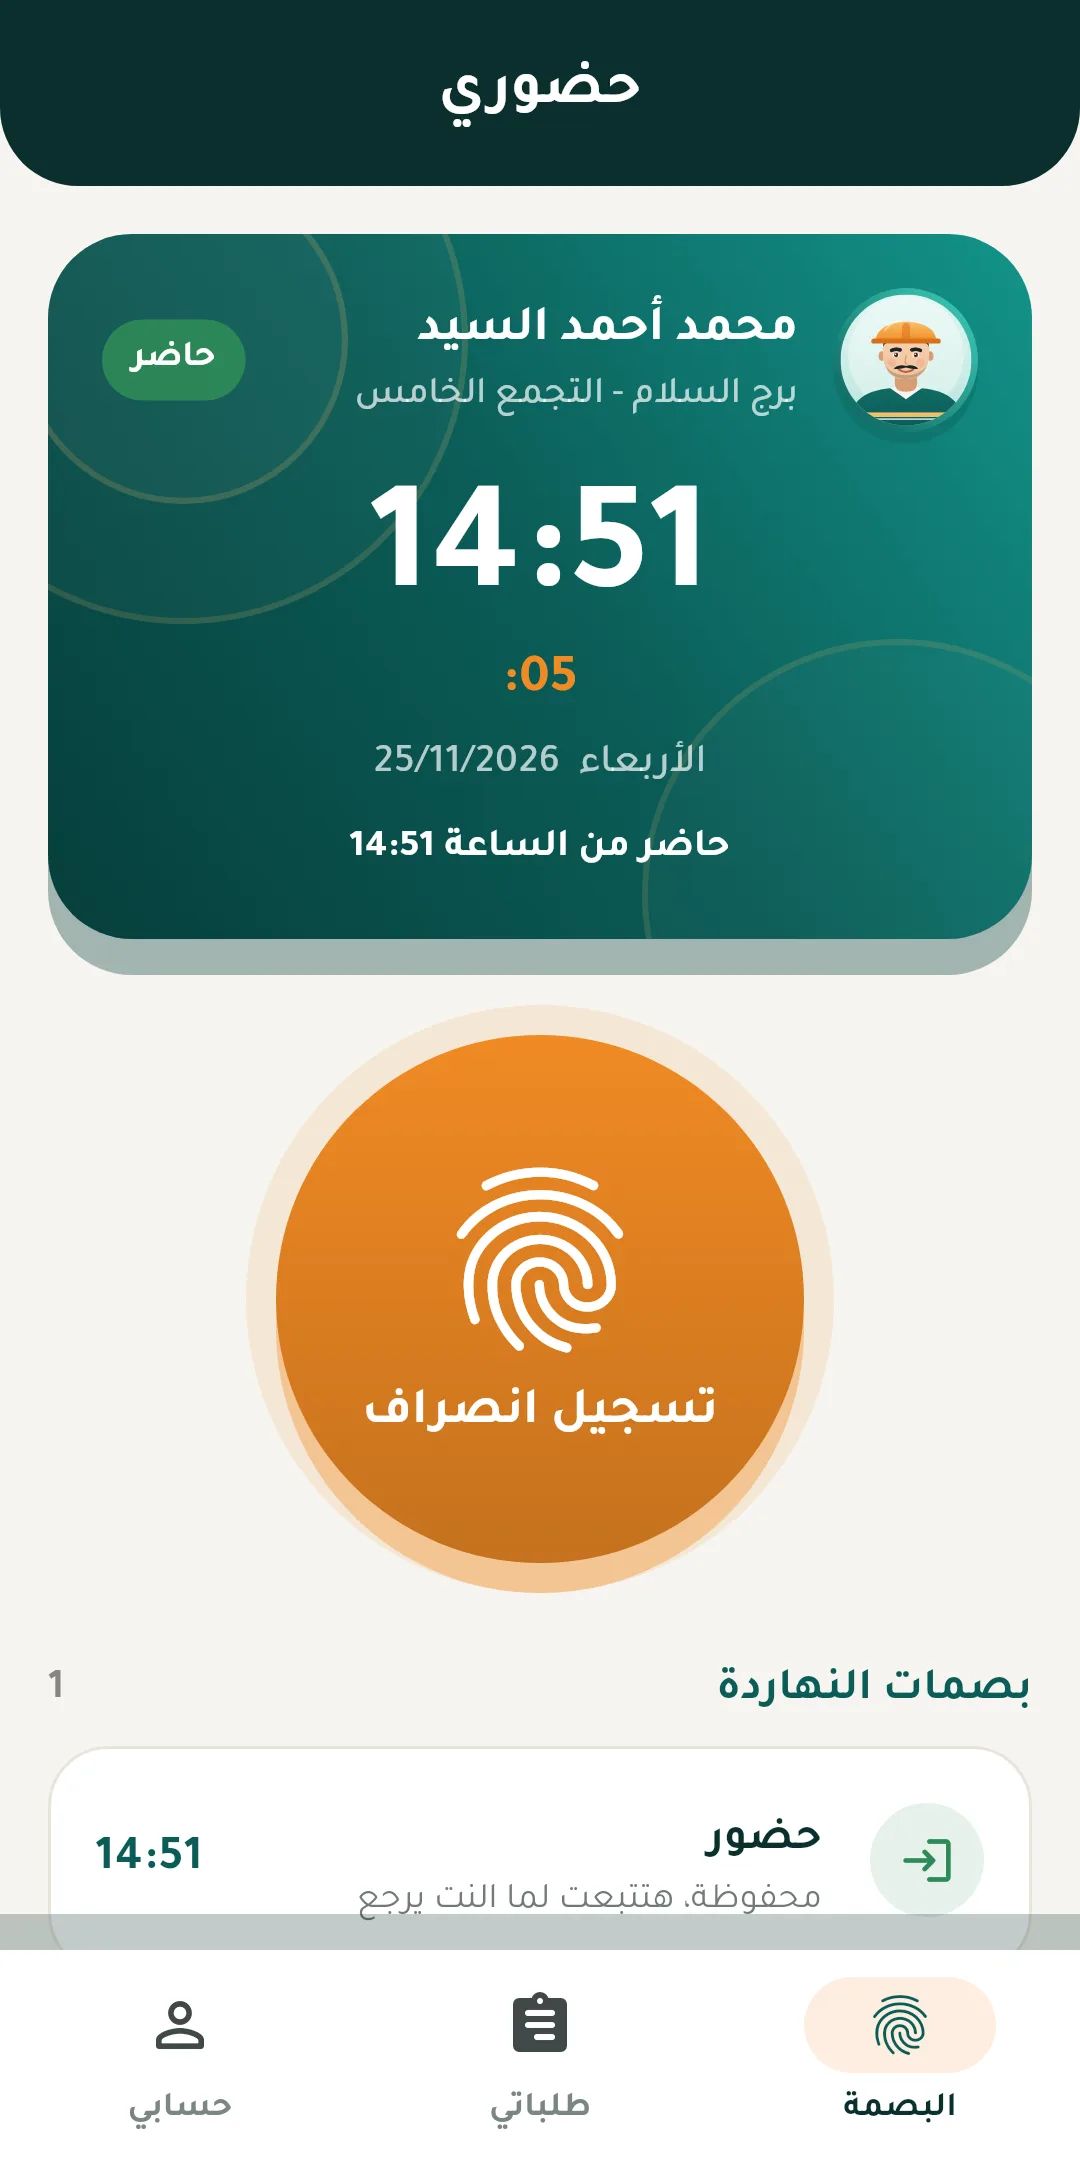 حضوري
محمد أحمد السيد
برج السلام - التجمع الخامس
حاضر
14:51
:05
الأربعاء 25/11/2026
حاضر من الساعة 14:51
تسجيل انصراف
بصمات النهاردة
1
حضور
محفوظة، هتتبعت لما النت يرجع
14:51
البصمة
طلباتي
حسابي